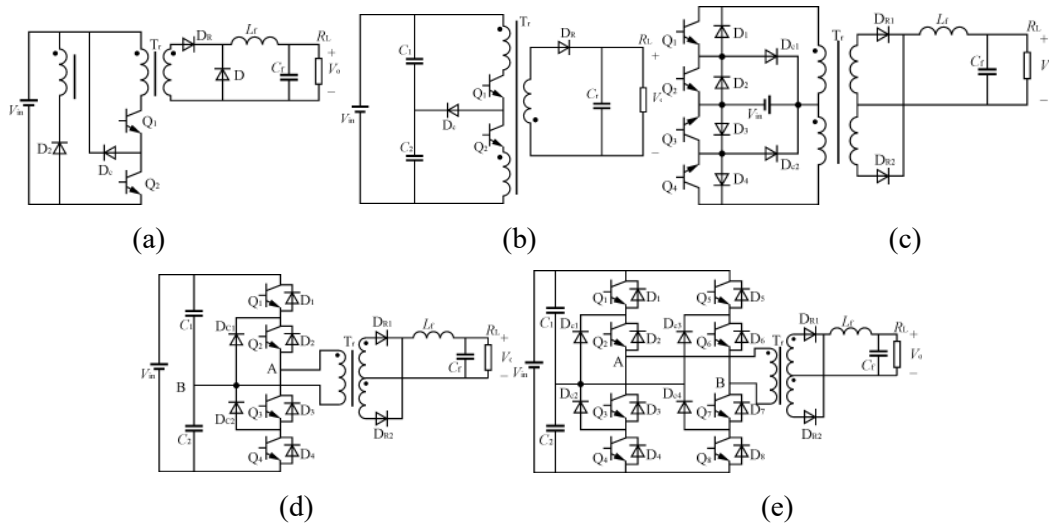 DR Lf RL
Tr + D Cf Vo −
Vin Q1
D2 Dc Q2
(a)
Tr
C1 DR RL
Q1 +
Vin Dc Cr
Q2
C2 −
(b)
Q1 D1 Dc1 Tr DR1 Lf RL
Q2 D2 Cf + V
Vin −
Q3 D3
Dc2
Q4 D4 DR2
(c)
Q1 D1
C1 DC1 Q2 D2 Tr DR1 Lf RL
A +
Vin B Cf −
DC2 Q3 D3
C2 DR2
Q4 D4
(d)
Q1 D1 Q5 D5
C1 Dc1 Q2 D2 Dc3 Q6 D6 Tr DR1 Lf RL
A +
Vin B Cf Vo −
Dc2 Q3 D3 Dc4 Q7 D7
C2 DR2
Q4 D4 Q8 D8
(e)